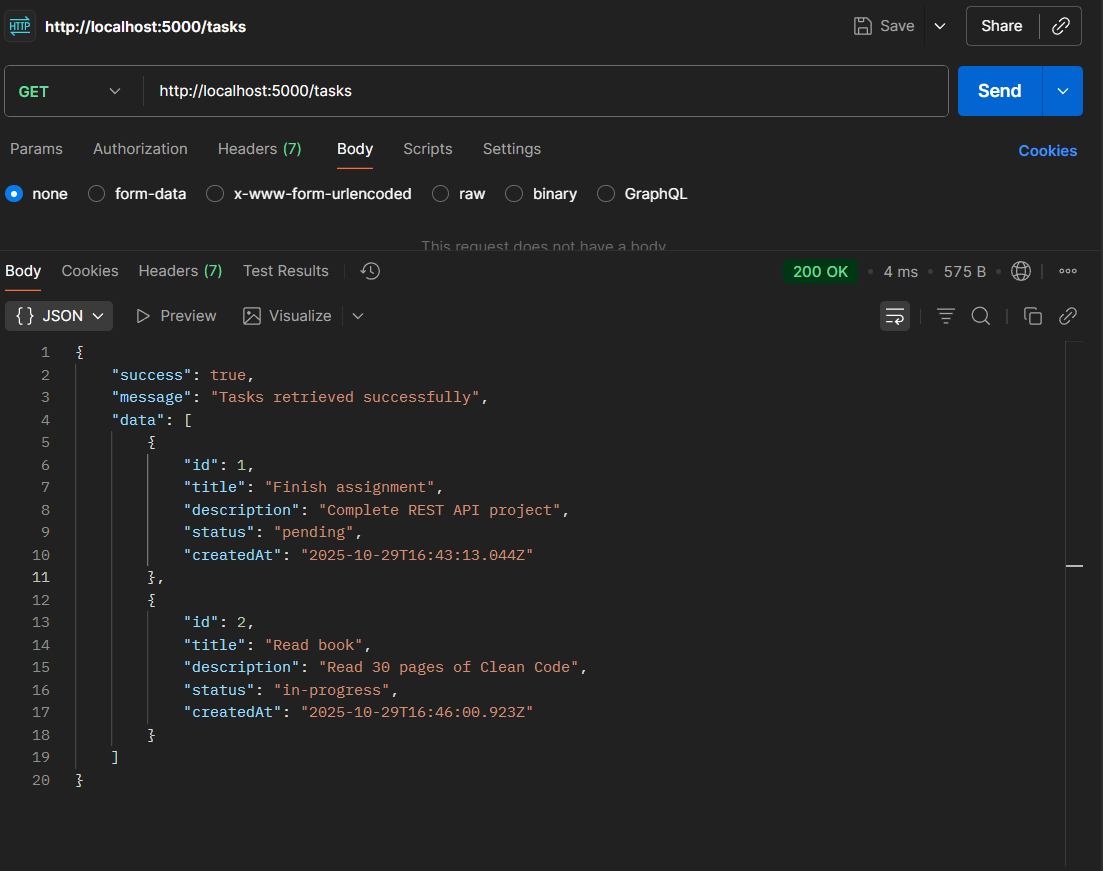 HTTP http://localhost:5000/tasks Save Share
GET http://localhost:5000/tasks Send
Params Authorization Headers (7) Body Scripts Settings Cookies
none form-data x-www-form-urlencoded raw binary GraphQL
This request does not have a body
Body Cookies Headers (7) Test Results 200 OK • 4 ms • 575 B •
{} JSON Preview Visualize
1 {
2 "success": true,
3 "message": "Tasks retrieved successfully",
4 "data": [
5 {
6 "id": 1,
7 "title": "Finish assignment",
8 "description": "Complete REST API project",
9 "status": "pending",
10 "createdAt": "2025-10-29T16:43:13.044Z"
11 },
12 {
13 "id": 2,
14 "title": "Read book",
15 "description": "Read 30 pages of Clean Code",
16 "status": "in-progress",
17 "createdAt": "2025-10-29T16:46:00.923Z"
18 }
19 ]
20 }